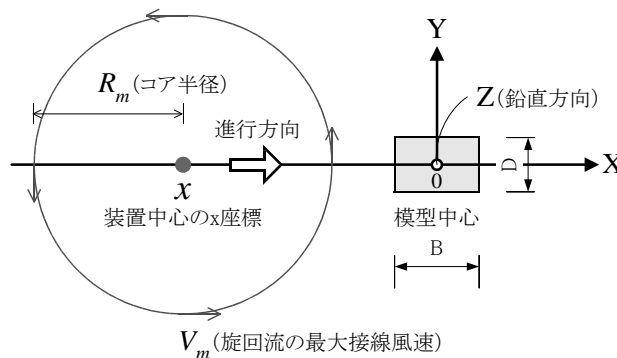 Y
R_m(コア半径)
Z(鉛直方向)
進行方向
X
x
0
D
装置中心のx座標
模型中心
B
V_m(旋回流の最大接線風速)